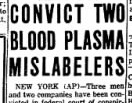 CONVICT TWO
BLOOD PLASMA
MISLABELERS
NEW YORK (AP)—Three men
and two companies have been con-
victed in federal court of